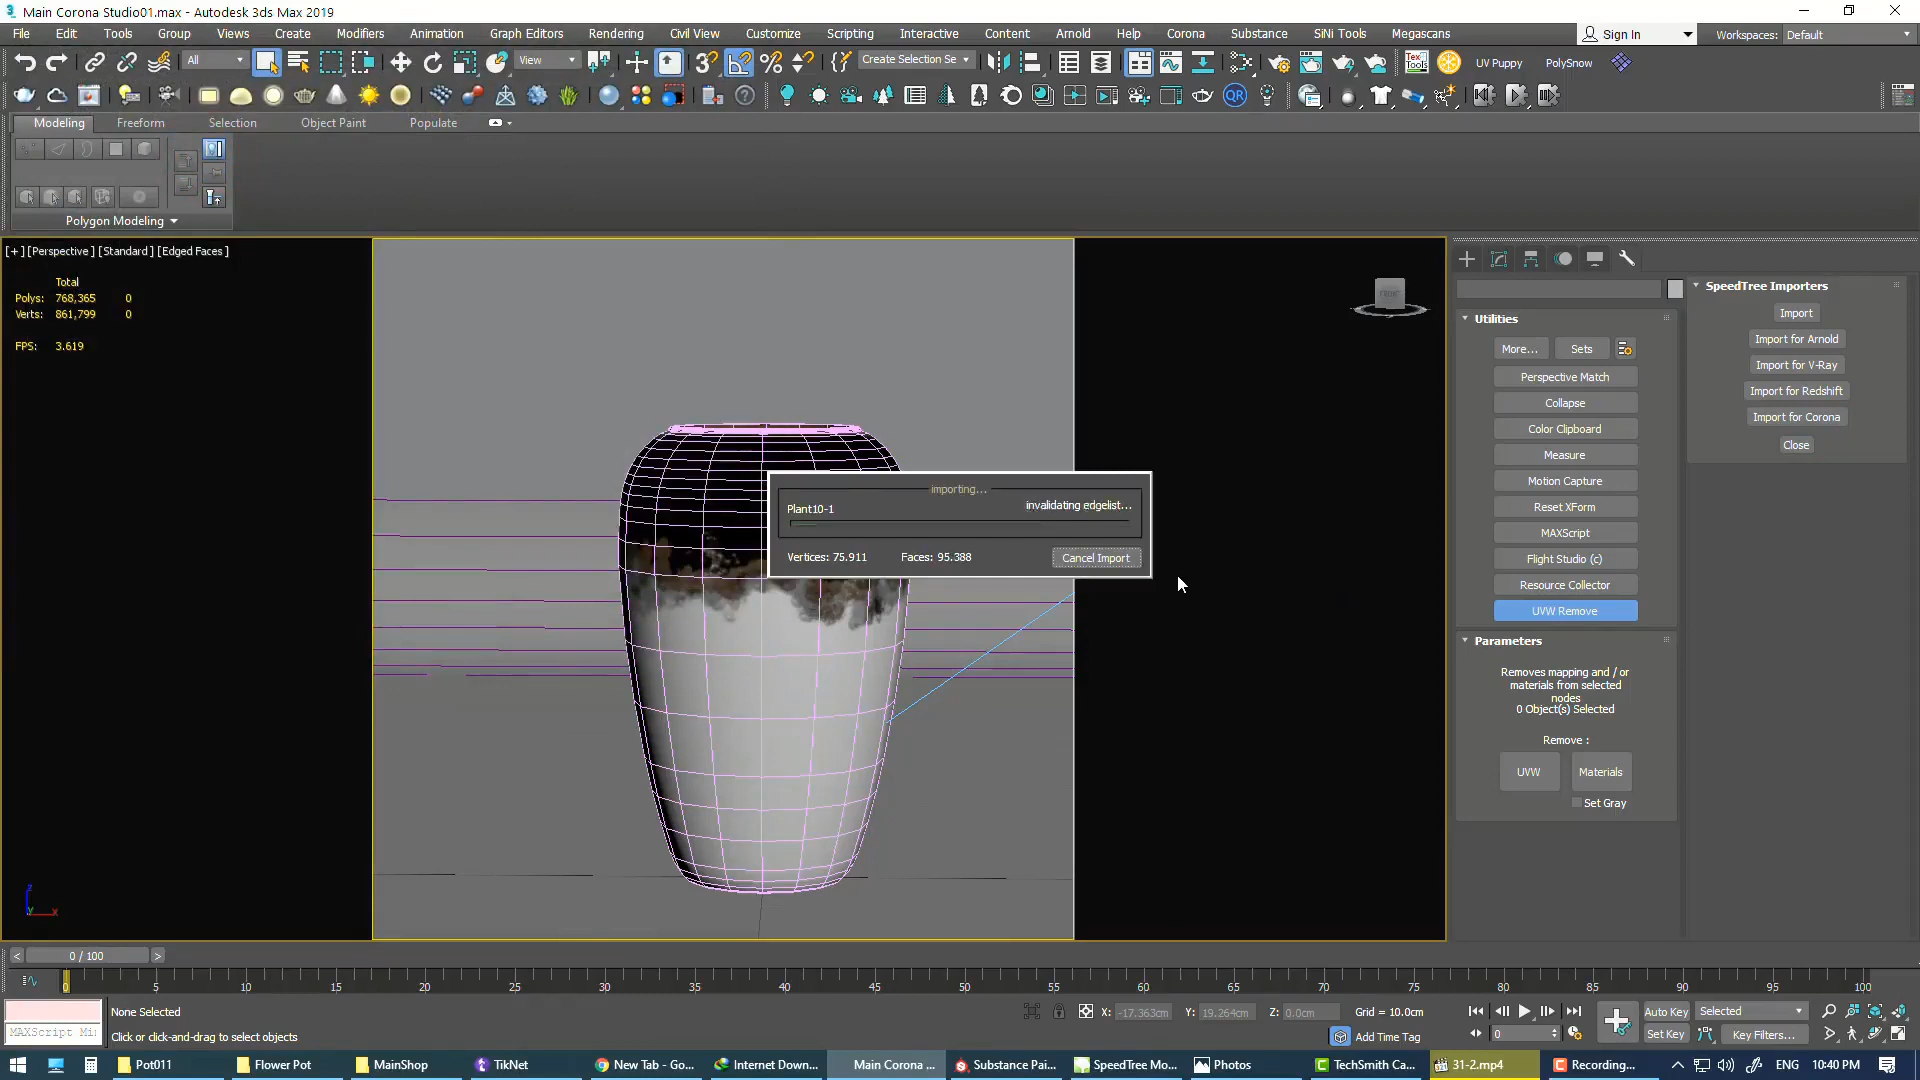 Main Corona Studio01.max - Autodesk 3ds Max 2019
File Edit Tools Group Views Create Modifiers Animation Graph Editors Rendering Civil View Customize Scripting Interactive Content Arnold Help Corona Substance SiNi Tools Megascans Sign In Workspaces: Default
All View Create Selection Se UV Puppy PolySnow
Modeling Freeform Selection Object Paint Populate
Polygon Modeling
[+] [Perspective] [Standard] [Edged Faces]
Total
Polys: 768,365 0
Verts: 861,799 0
FPS: 3.619
importing...
Plant10-1 invalidating edgelist...
Vertices: 75.911 Faces: 95.388 Cancel Import
Utilities
More... Sets
Perspective Match
Collapse
Color Clipboard
Measure
Motion Capture
Reset XForm
MAXScript
Flight Studio (c)
Resource Collector
UVW Remove
Parameters
Removes mapping and / or
materials from selected
nodes
0 Object(s) Selected
Remove :
UVW Materials
Set Gray
SpeedTree Importers
Import
Import for Arnold
Import for V-Ray
Import for Redshift
Import for Corona
Close
< 0 / 100 >
0 5 10 15 20 25 30 35 40 45 50 55 60 65 70 75 80 85 90 95 100
None Selected X: -17.363cm Y: 19.264cm Z: 0.0cm Grid = 10.0cm Auto Key Selected
MAXScript Mi Click or click-and-drag to select objects Add Time Tag 0 Set Key Key Filters...
Pot011 Flower Pot MainShop TikNet New Tab - Go... Internet Down... Main Corona ... Substance Pai... SpeedTree Mo... Photos TechSmith Ca... 31-2.mp4 Recording... ENG 10:40 PM